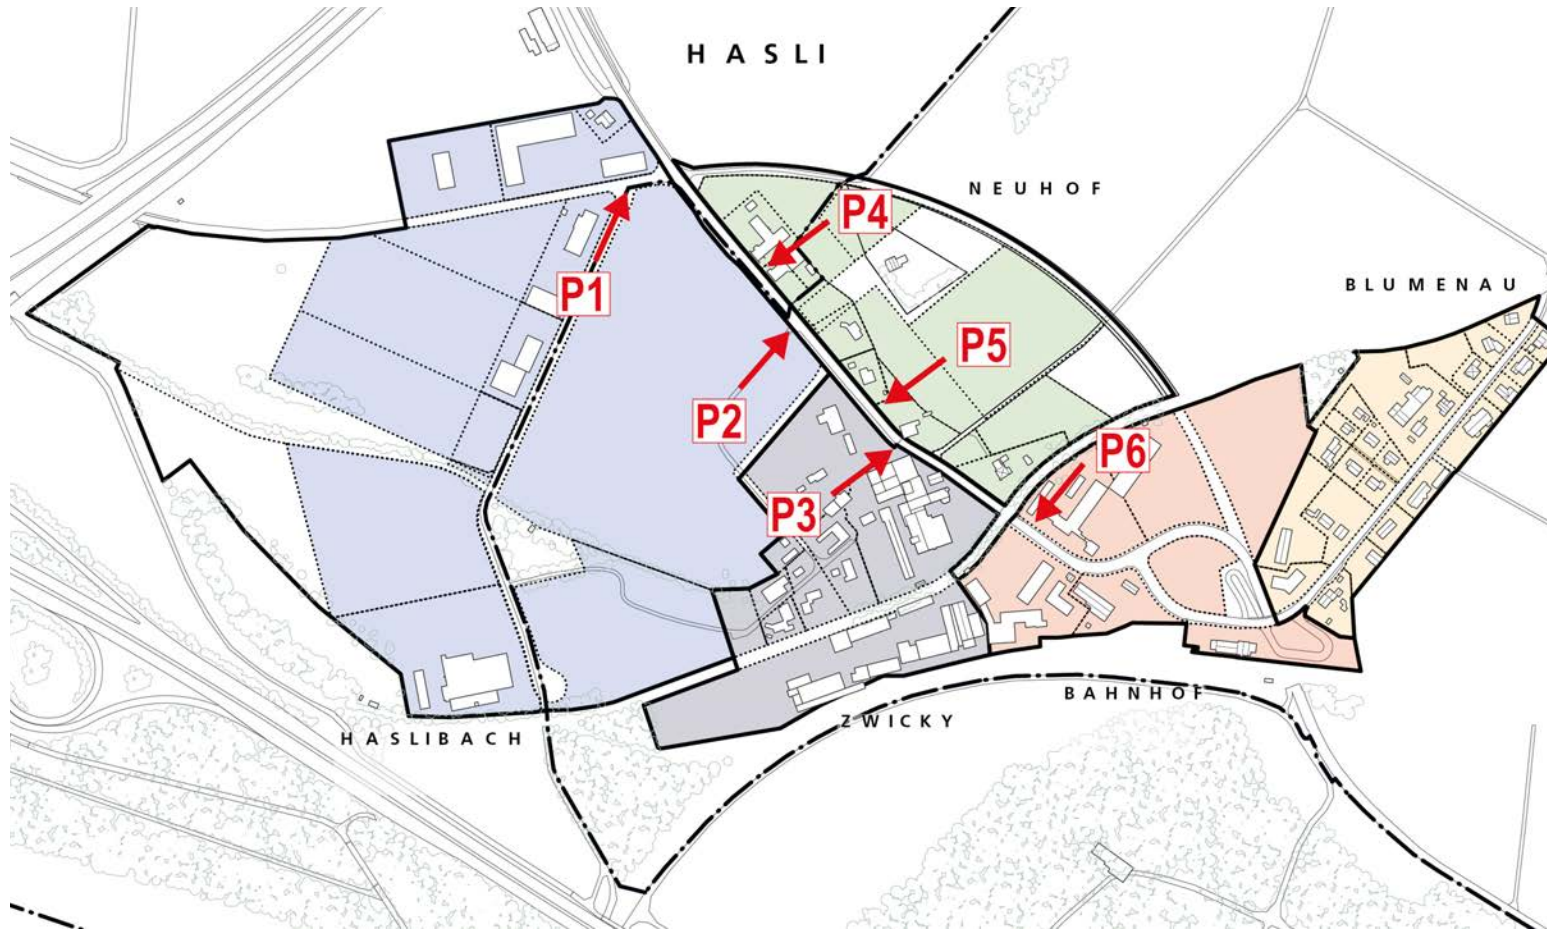 HASLI
NEUHOF
P4
BLUMENAU
P1
P5
P2
P6
P3
BAHNHOF
ZWICKY
HASLIBACH